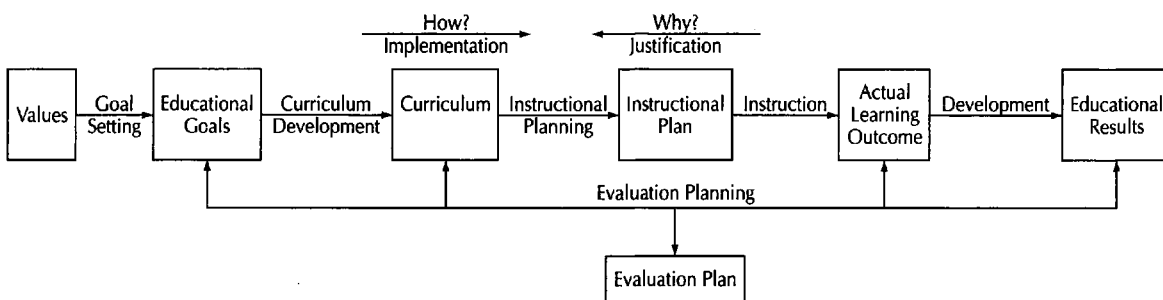 How?
Implementation
Why?
Justification
Values
Goal
Setting
Educational
Goals
Curriculum
Development
Curriculum
Instructional
Planning
Instructional
Plan
Instruction
Actual
Learning
Outcome
Development
Educational
Results
Evaluation Planning
Evaluation Plan